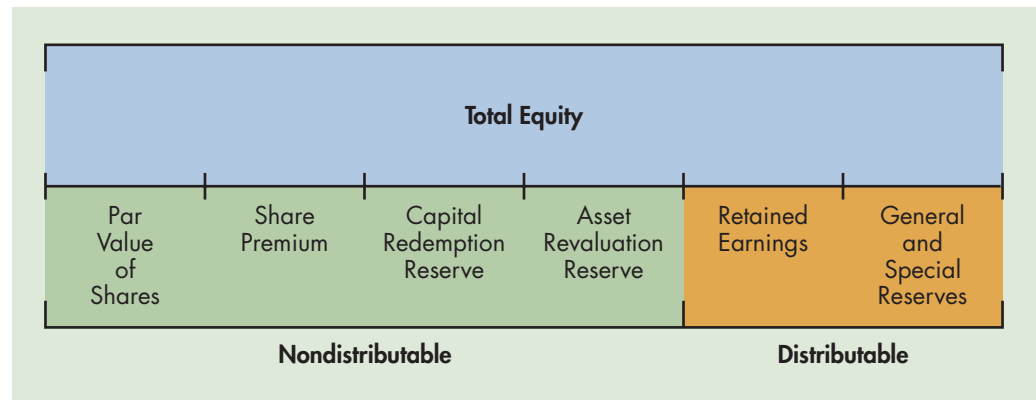 Total Equity
Par
Value
of
Shares
Share
Premium
Capital
Redemption
Reserve
Asset
Revaluation
Reserve
Retained
Earnings
General
and
Special
Reserves
Nondistributable
Distributable